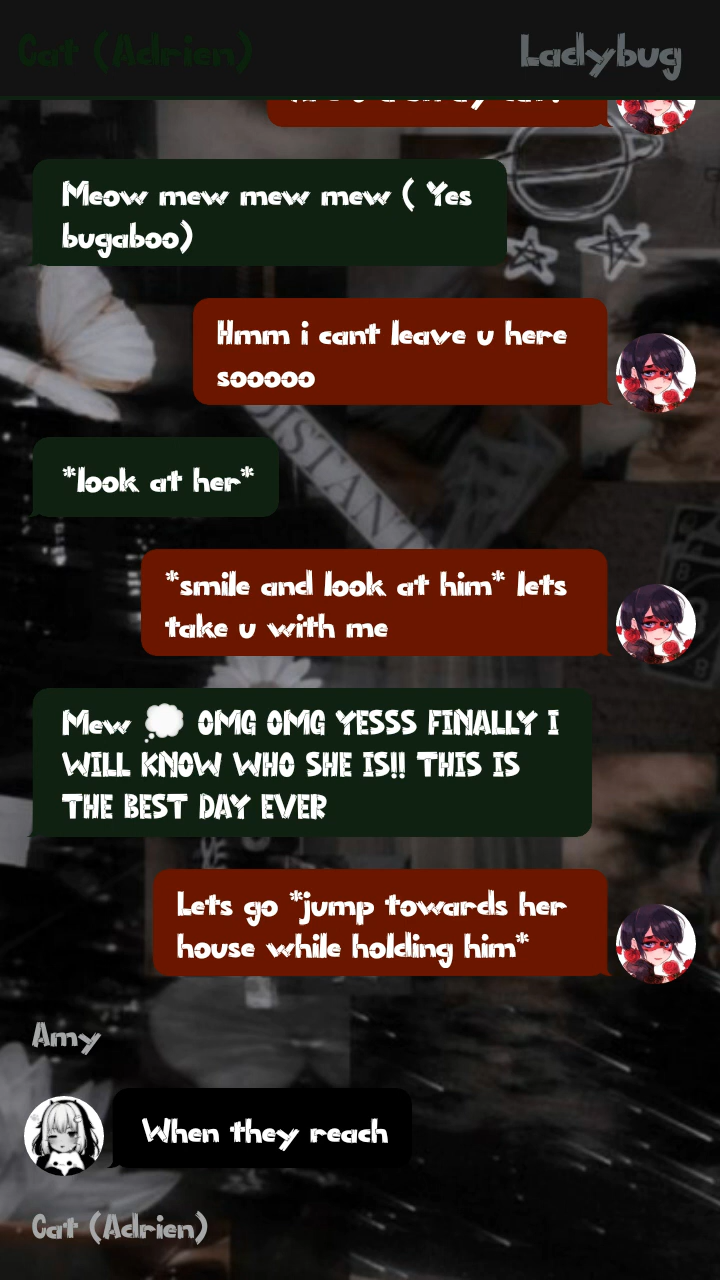 Cat (Adrien)
Ladybug
Meow mew mew mew ( Yes
bugaboo)
Hmm i cant leave u here
sooooo
*look at her*
*smile and look at him* lets
take u with me
Mew 💭 OMG OMG YESSS FINALLY I
WILL KNOW WHO SHE IS!! THIS IS
THE BEST DAY EVER
Lets go *jump towards her
house while holding him*
Amy
When they reach
Cat (Adrien)